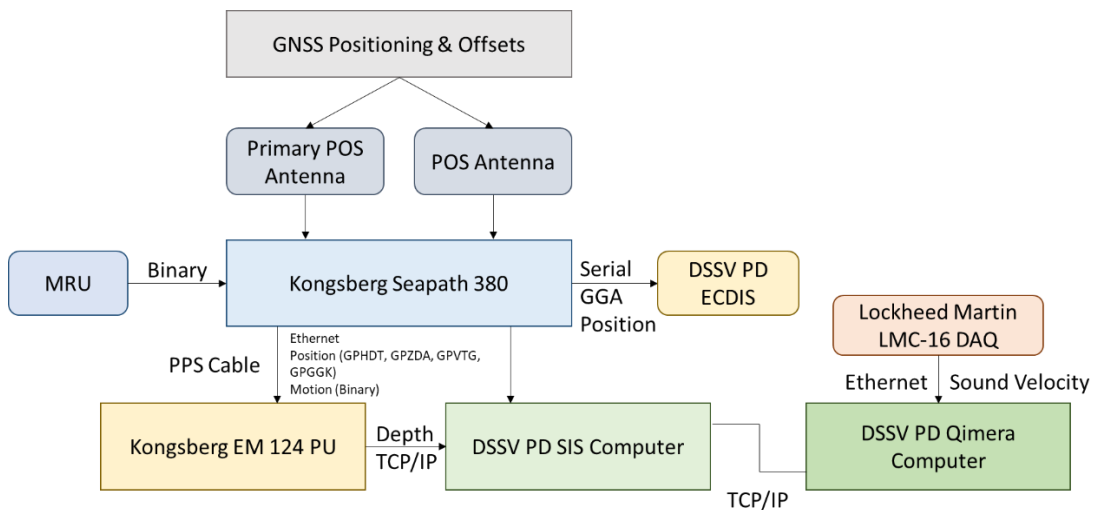 GNSS Positioning & Offsets
Primary POS
Antenna
POS Antenna
MRU
Binary
Kongsberg Seapath 380
Serial
GGA
Position
DSSV PD
ECDIS
Lockheed Martin
LMC-16 DAQ
PPS Cable
Ethernet
Position (GPHDT, GPZDA, GPVTG,
GPGGK)
Motion (Binary)
Ethernet
Sound Velocity
Kongsberg EM 124 PU
Depth
TCP/IP
DSSV PD SIS Computer
DSSV PD Qimera
Computer
TCP/IP